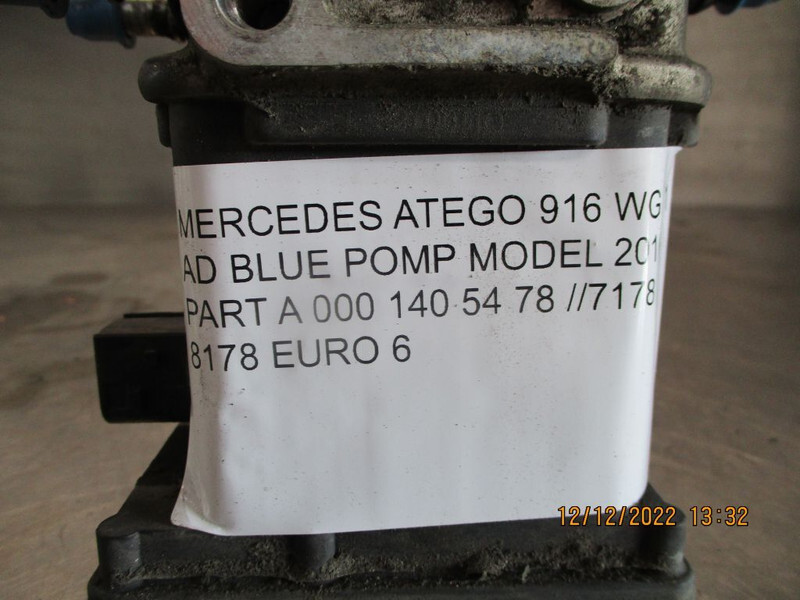 MERCEDES ATEGO 916 WG
AD BLUE POMP MODEL 201
PART A 000 140 54 78 //7178
8178 EURO 6
12/12/2022 13:32